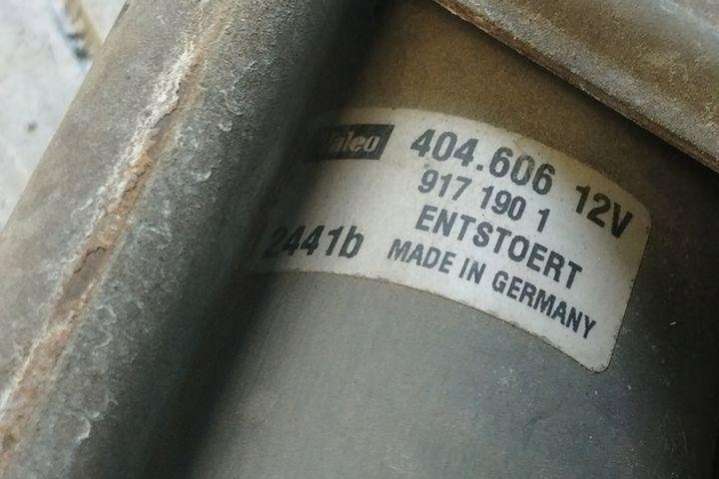 Valeo 404.606 12V
917 190 1
ENTSTOERT
2441b MADE IN GERMANY